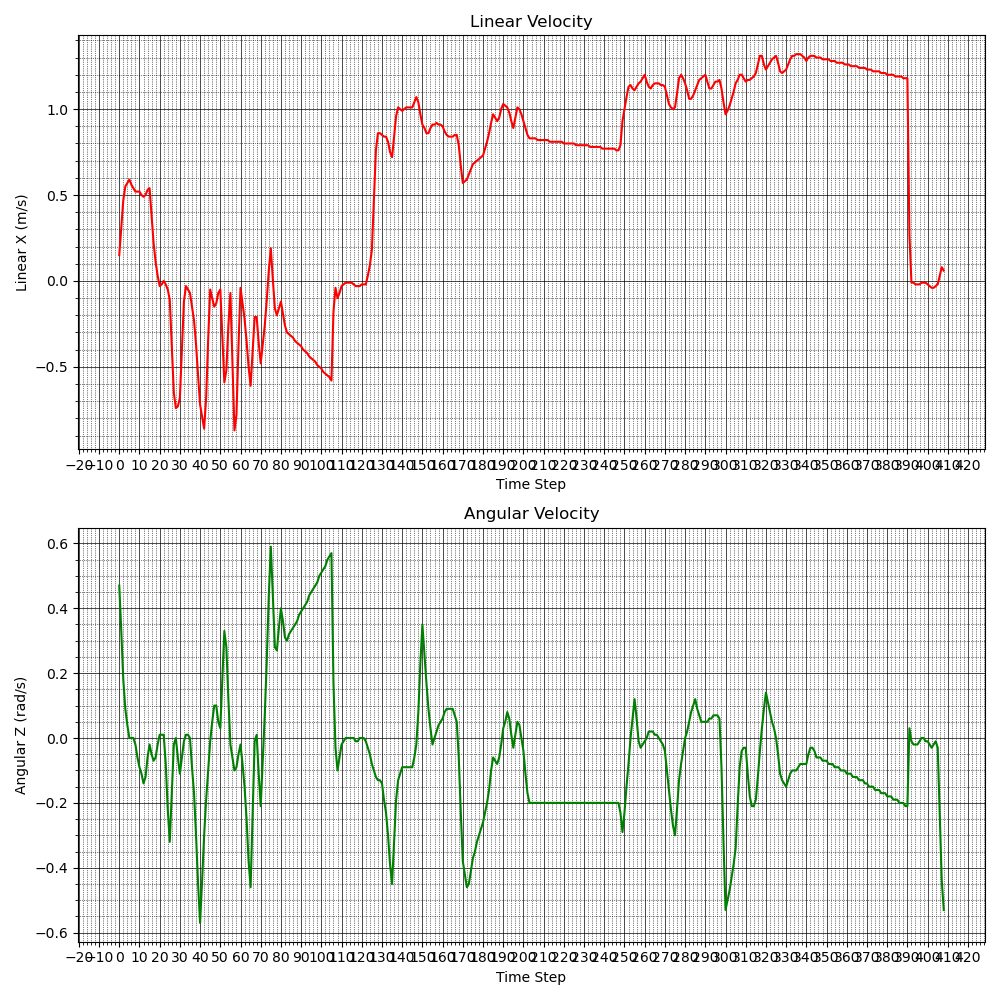 Linear Velocity
Linear X (m/s)
1.0
0.5
0.0
−0.5
−20 −10 0 10 20 30 40 50 60 70 80 90 100 110 120 130 140 150 160 170 180 190 200 210 220 230 240 250 260 270 280 290 300 310 320 330 340 350 360 370 380 390 400 410 420
Time Step
Angular Velocity
Angular Z (rad/s)
0.6
0.4
0.2
0.0
−0.2
−0.4
−0.6
−20 −10 0 10 20 30 40 50 60 70 80 90 100 110 120 130 140 150 160 170 180 190 200 210 220 230 240 250 260 270 280 290 300 310 320 330 340 350 360 370 380 390 400 410 420
Time Step